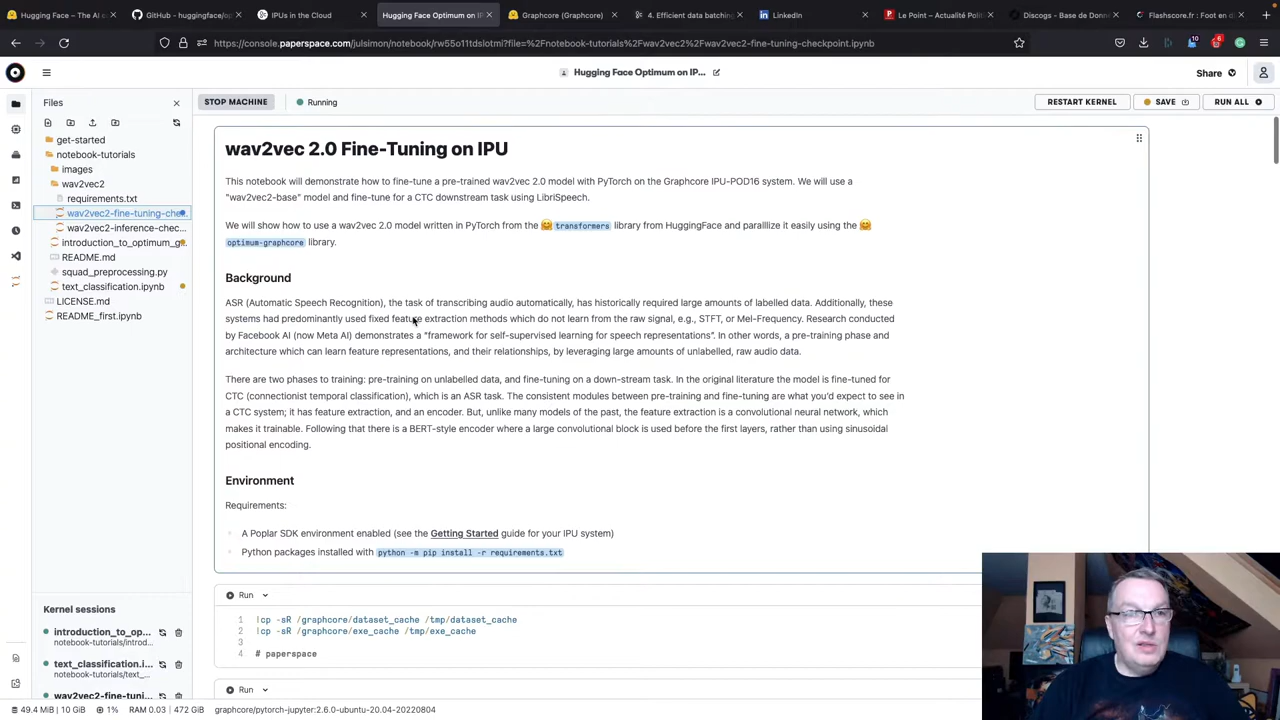 Hugging Face – The AI
GitHub - huggingface/op
IPUs in the Cloud
Hugging Face Optimum on IP
Graphcore (Graphcore)
4. Efficient data batching
LinkedIn
Le Point – Actualité Poli
Discogs - Base de Donn
Flashscore.fr : Foot en d
https://console.paperspace.com/julsimon/notebook/rw55o11tdslotmi?file=%2Fnotebook-tutorials%2Fwav2vec2%2Fwav2vec2-fine-tuning-checkpoint.ipynb
Hugging Face Optimum on IP...
Share
Files
STOP MACHINE
Running
RESTART KERNEL
SAVE
RUN ALL
get-started
notebook-tutorials
images
wav2vec2
requirements.txt
wav2vec2-fine-tuning-che...
wav2vec2-inference-chec...
introduction_to_optimum_g...
README.md
squad_preprocessing.py
text_classification.ipynb
LICENSE.md
README_first.ipynb
wav2vec 2.0 Fine-Tuning on IPU
This notebook will demonstrate how to fine-tune a pre-trained wav2vec 2.0 model with PyTorch on the Graphcore IPU-POD16 system. We will use a
"wav2vec2-base" model and fine-tune for a CTC downstream task using LibriSpeech.
We will show how to use a wav2vec 2.0 model written in PyTorch from the 🤗 transformers library from HuggingFace and paralllize it easily using the 🤗
optimum-graphcore library.
Background
ASR (Automatic Speech Recognition), the task of transcribing audio automatically, has historically required large amounts of labelled data. Additionally, these
systems had predominantly used fixed feature extraction methods which do not learn from the raw signal, e.g., STFT, or Mel-Frequency. Research conducted
by Facebook AI (now Meta AI) demonstrates a "framework for self-supervised learning for speech representations". In other words, a pre-training phase and
architecture which can learn feature representations, and their relationships, by leveraging large amounts of unlabelled, raw audio data.
There are two phases to training: pre-training on unlabelled data, and fine-tuning on a down-stream task. In the original literature the model is fine-tuned for
CTC (connectionist temporal classification), which is an ASR task. The consistent modules between pre-training and fine-tuning are what you'd expect to see in
a CTC system; it has feature extraction, and an encoder. But, unlike many models of the past, the feature extraction is a convolutional neural network, which
makes it trainable. Following that there is a BERT-style encoder where a large convolutional block is used before the first layers, rather than using sinusoidal
positional encoding.
Environment
Requirements:
A Poplar SDK environment enabled (see the Getting Started guide for your IPU system)
Python packages installed with python -m pip install -r requirements.txt
Run
1 !cp -sR /graphcore/dataset_cache /tmp/dataset_cache
2 !cp -sR /graphcore/exe_cache /tmp/exe_cache
3
4 # paperspace
Run
Kernel sessions
introduction_to_op...
notebook-tutorials/introd...
text_classification.i...
notebook-tutorials/text_...
wav2vec2-fine-tuni...
49.4 MiB | 10 GiB
1%
RAM 0.03 | 472 GiB
graphcore/pytorch-jupyter:2.6.0-ubuntu-20.04-20220804